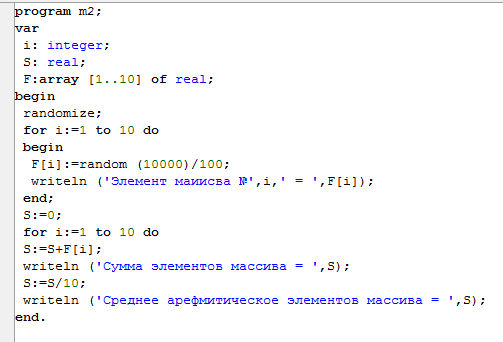 program m2;
var
i: integer;
S: real;
F:array [1..10] of real;
begin
randomize;
for i:=1 to 10 do
begin
F[i]:=random (10000)/100;
writeln ('Элемент маиисва №',i,' = ',F[i]);
end;
S:=0;
for i:=1 to 10 do
S:=S+F[i];
writeln ('Сумма элементов массива = ',S);
S:=S/10;
writeln ('Среднее арефмитическое элементов массива = ',S);
end.